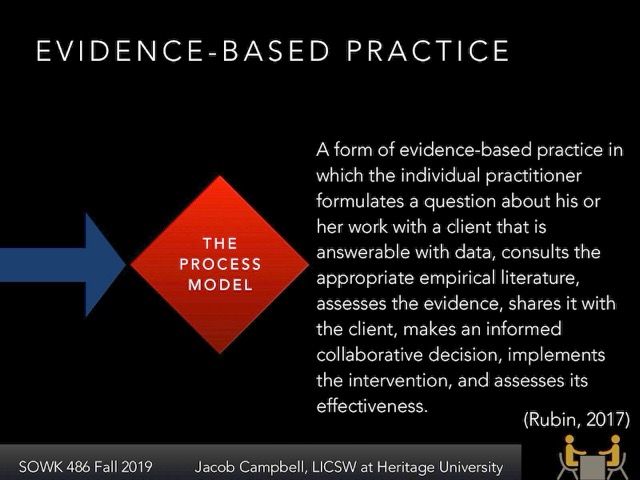 EVIDENCE-BASED PRACTICE
THE
PROCESS
MODEL
A form of evidence-based practice in
which the individual practitioner
formulates a question about his or
her work with a client that is
answerable with data, consults the
appropriate empirical literature,
assesses the evidence, shares it with
the client, makes an informed
collaborative decision, implements
the intervention, and assesses its
effectiveness.
(Rubin, 2017)
SOWK 486 Fall 2019 Jacob Campbell, LICSW at Heritage University